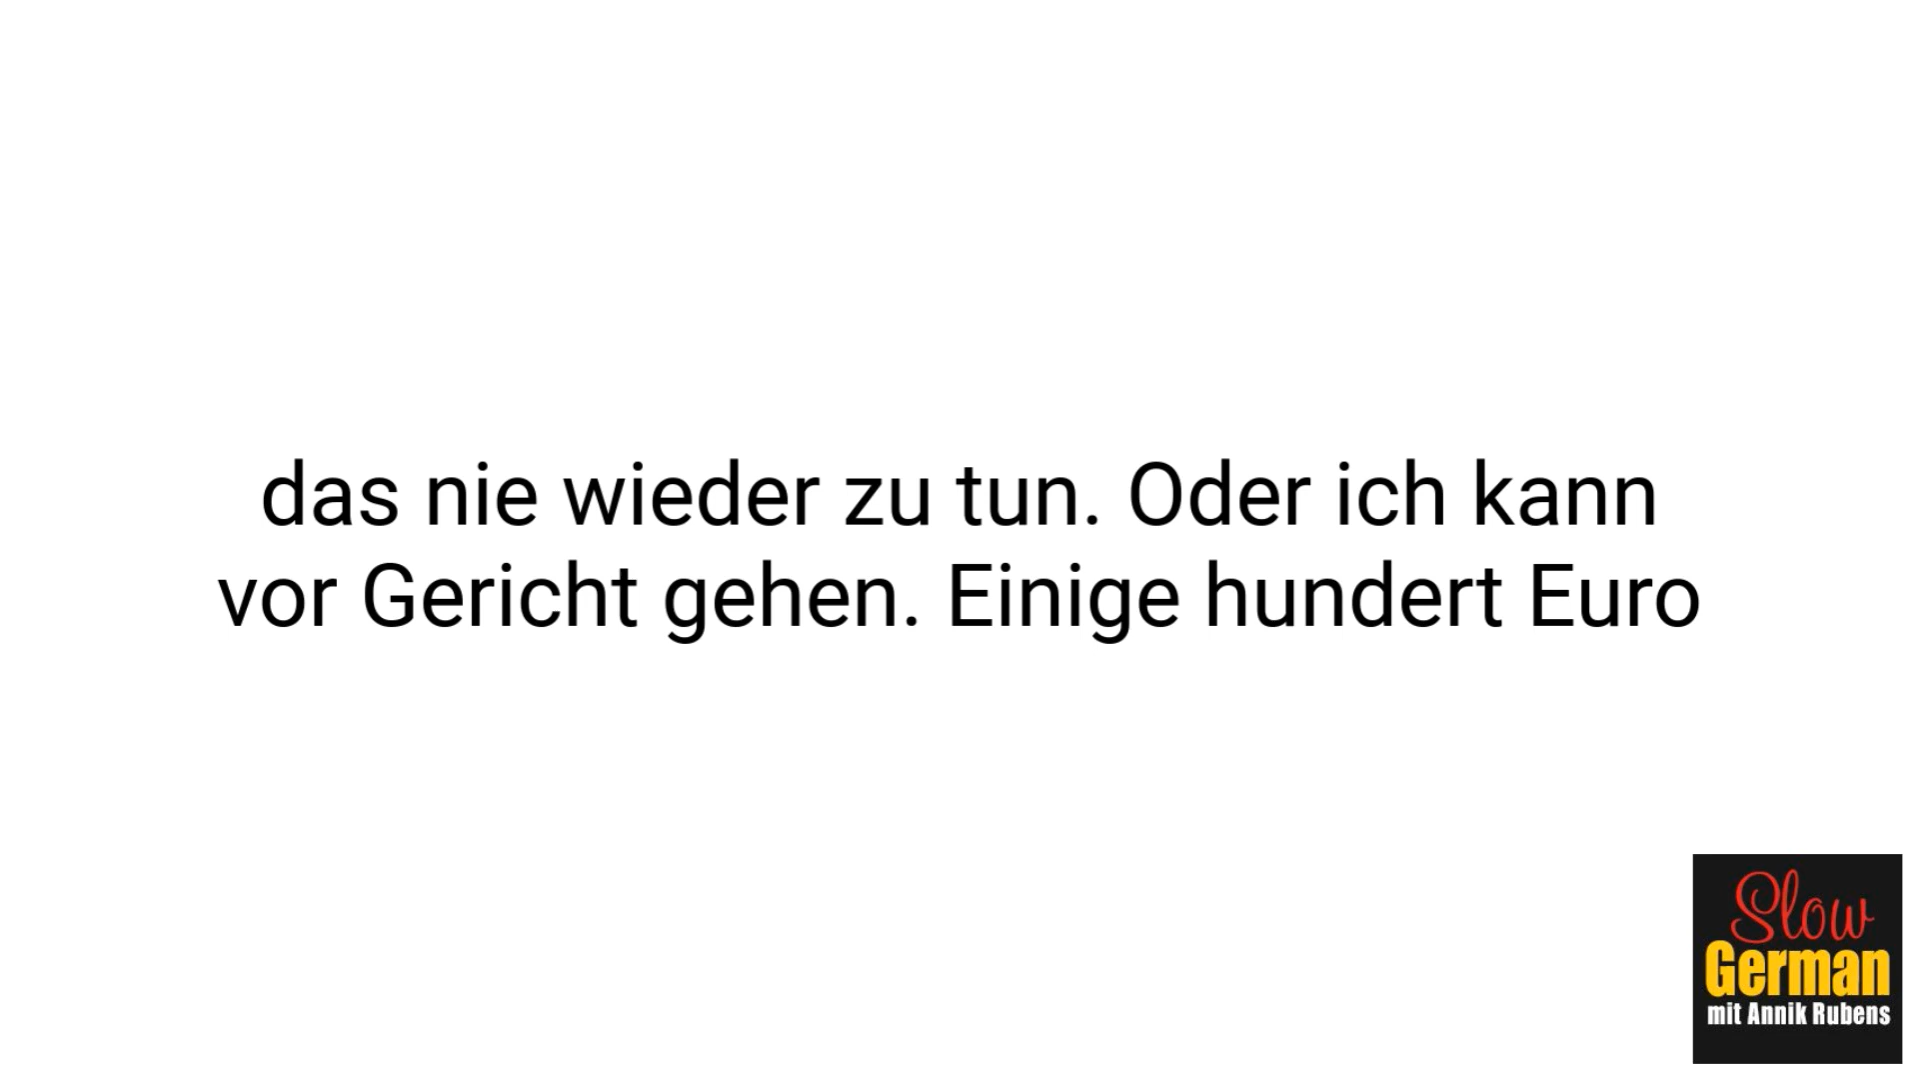 das nie wieder zu tun. Oder ich kann
vor Gericht gehen. Einige hundert Euro
Slow
German
mit Annik Rubens